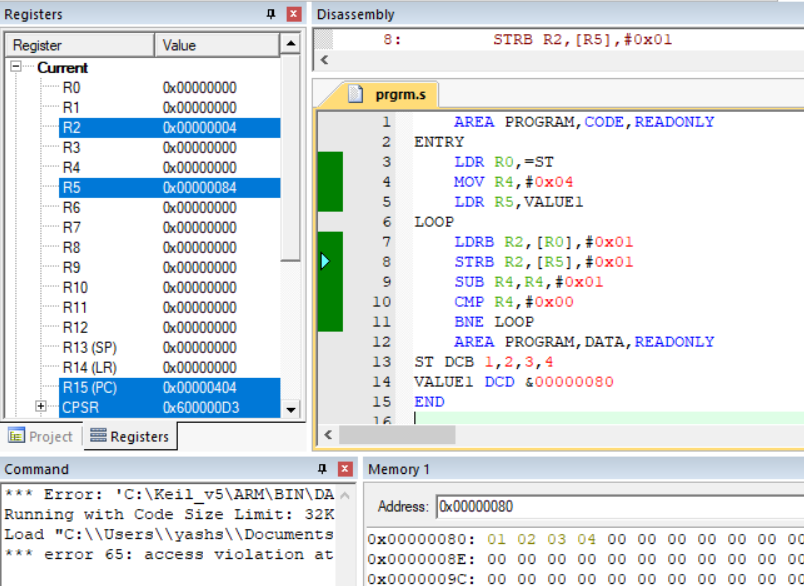 Registers
Register Value
Current
R0 0x00000000
R1 0x00000000
R2 0x00000004
R3 0x00000000
R4 0x00000000
R5 0x00000084
R6 0x00000000
R7 0x00000000
R8 0x00000000
R9 0x00000000
R10 0x00000000
R11 0x00000000
R12 0x00000000
R13 (SP) 0x00000000
R14 (LR) 0x00000000
R15 (PC) 0x00000404
CPSR 0x600000D3
Project Registers
Disassembly
8: STRB R2,[R5],#0x01
prgrm.s
1 AREA PROGRAM,CODE,READONLY
2 ENTRY
3 LDR R0,=ST
4 MOV R4,#0x04
5 LDR R5,VALUE1
6 LOOP
7 LDRB R2,[R0],#0x01
8 STRB R2,[R5],#0x01
9 SUB R4,R4,#0x01
10 CMP R4,#0x00
11 BNE LOOP
12 AREA PROGRAM,DATA,READONLY
13 ST DCB 1,2,3,4
14 VALUE1 DCD &00000080
15 END
16
Command
*** Error: 'C:\Keil_v5\ARM\BIN\DA
Running with Code Size Limit: 32K
Load "C:\\Users\\yashs\\Documents
*** error 65: access violation at
Memory 1
Address: 0x00000080
0x00000080: 01 02 03 04 00 00 00 00 00 00 00
0x0000008E: 00 00 00 00 00 00 00 00 00 00 00
0x0000009C: 00 00 00 00 00 00 00 00 00 00 00